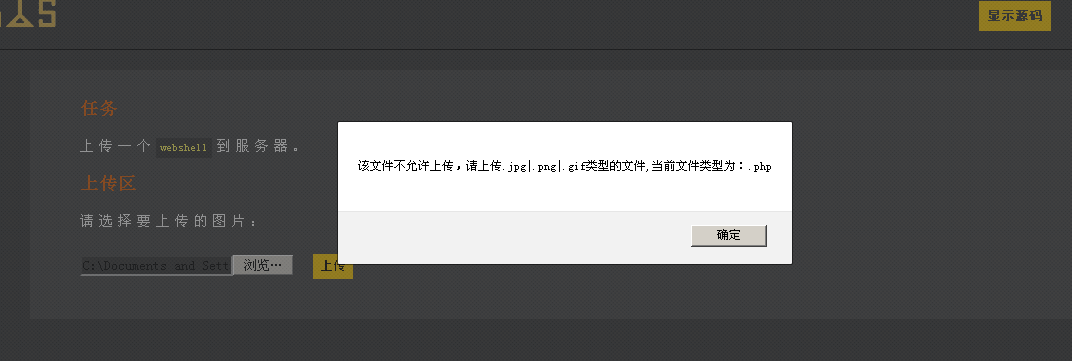 显示源码
任务
上传一个 webshell 到服务器。
上传区
请选择要上传的图片：
C:\Documents and Sett 浏览… 上传
该文件不允许上传，请上传.jpg|.png|.gif类型的文件,当前文件类型为：.php
确定